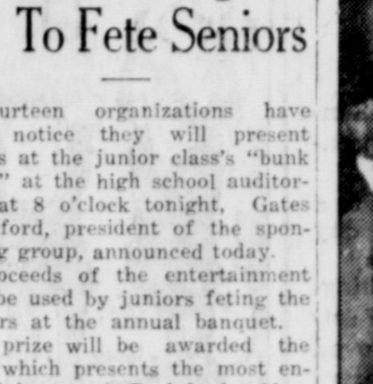 To Fete Seniors
urteen organizations have
notice they will present
s at the junior class's "bunk
" at the high school auditor-
at 8 o'clock tonight, Gates
ford, president of the spon-
g group, announced today.
oceeds of the entertainment
be used by juniors feting the
rs at the annual banquet.
prize will be awarded the
which presents the most en-